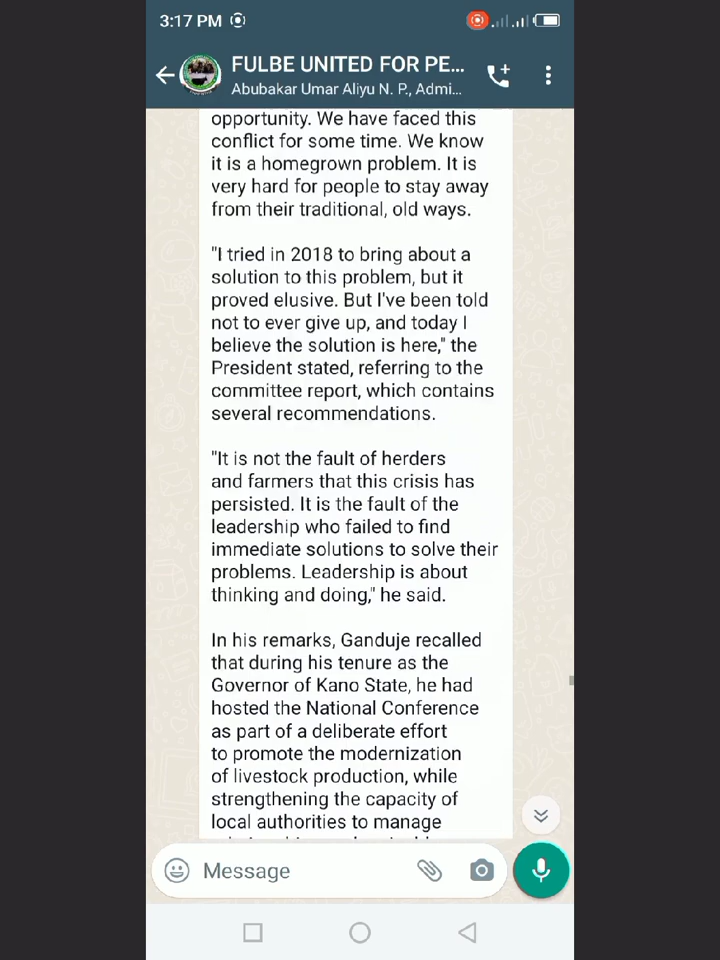 3:17 PM
FULBE UNITED FOR PE...
Abubakar Umar Aliyu N. P., Admi...
opportunity. We have faced this
conflict for some time. We know
it is a homegrown problem. It is
very hard for people to stay away
from their traditional, old ways.
"I tried in 2018 to bring about a
solution to this problem, but it
proved elusive. But I've been told
not to ever give up, and today I
believe the solution is here," the
President stated, referring to the
committee report, which contains
several recommendations.
"It is not the fault of herders
and farmers that this crisis has
persisted. It is the fault of the
leadership who failed to find
immediate solutions to solve their
problems. Leadership is about
thinking and doing," he said.
In his remarks, Ganduje recalled
that during his tenure as the
Governor of Kano State, he had
hosted the National Conference
as part of a deliberate effort
to promote the modernization
of livestock production, while
strengthening the capacity of
local authorities to manage
Message